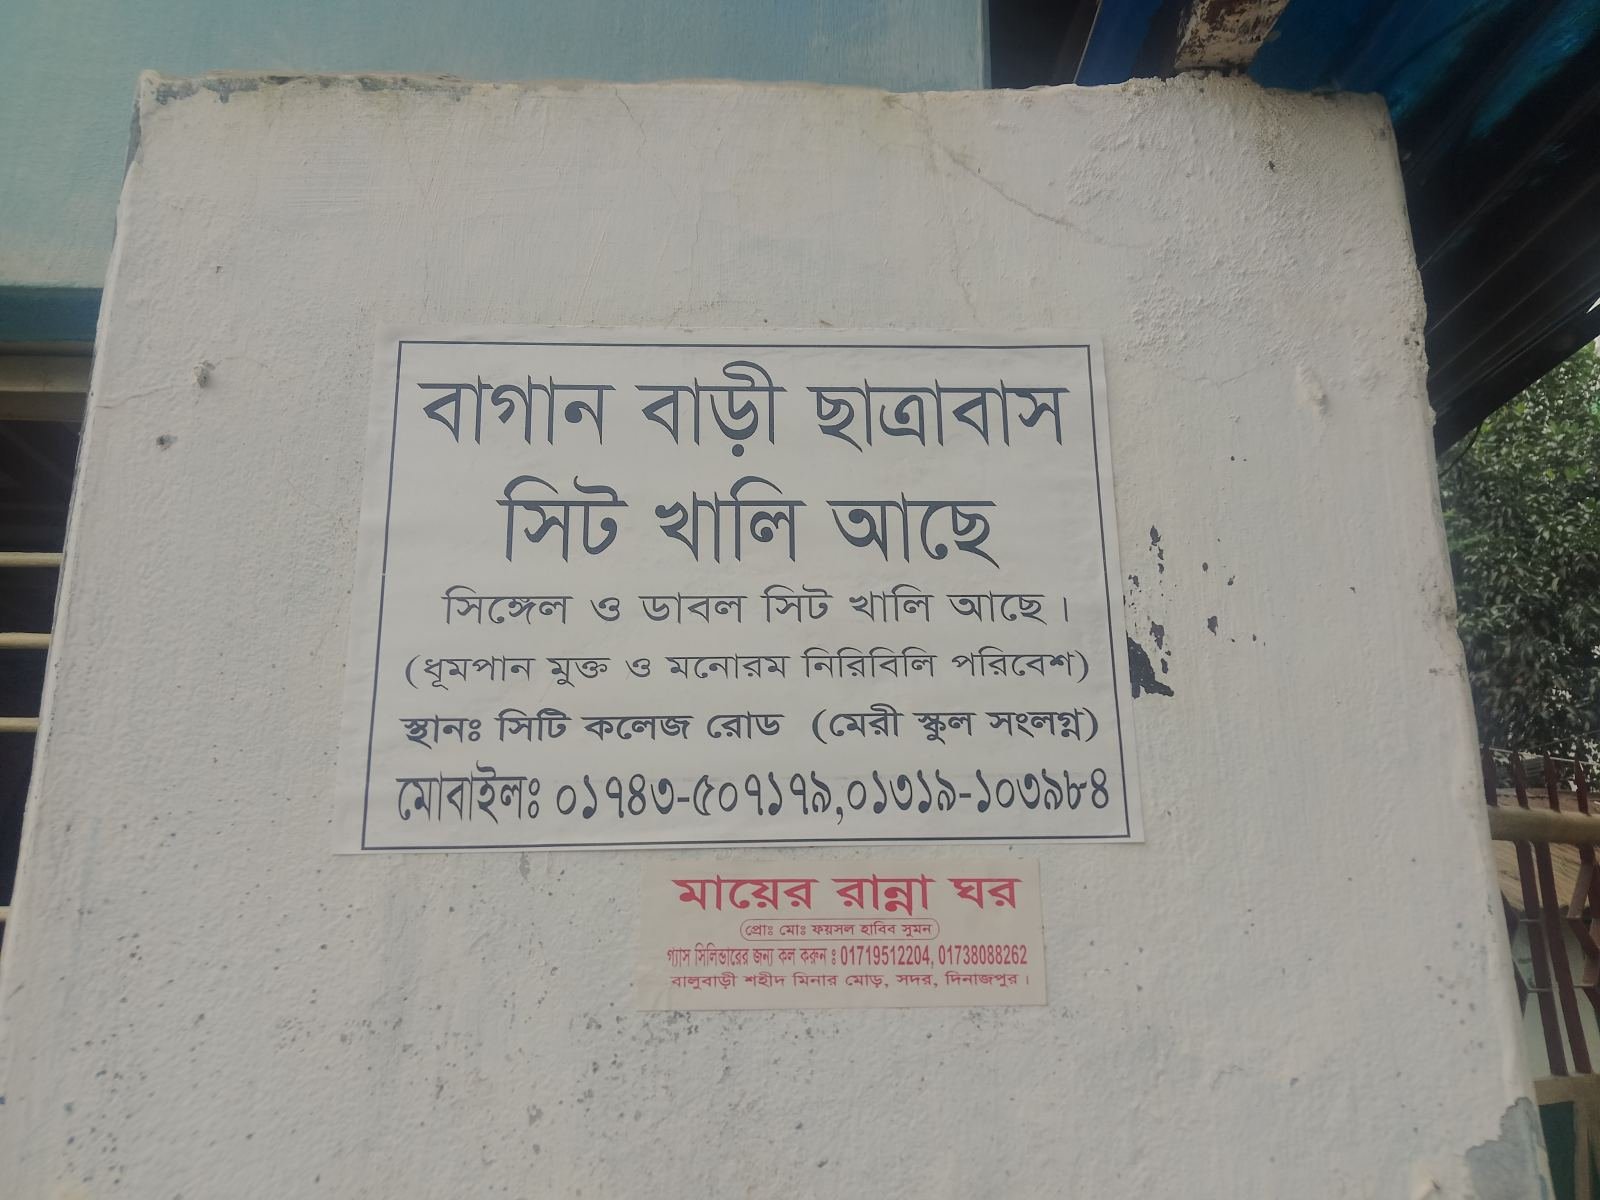 বাগান বাড়ী ছাত্রাবাস
সিট খালি আছে
সিঙ্গেল ও ডাবল সিট খালি আছে।
(ধূমপান মুক্ত ও মনোরম নিরিবিলি পরিবেশ)
স্থানঃ সিটি কলেজ রোড (মেরী স্কুল সংলগ্ন)
মোবাইলঃ ০১৭৪৩-৫০৭১৭৯,০১৩১৯-১০৩৯৮৪
মায়ের রান্না ঘর
প্রোঃ মোঃ ফয়সল হাবিব সুমন
গ্যাস সিলিন্ডারের জন্য কল করুন : 01719512204, 01738088262
বালুবাড়ী শহীদ মিনার মোড়, সদর, দিনাজপুর।